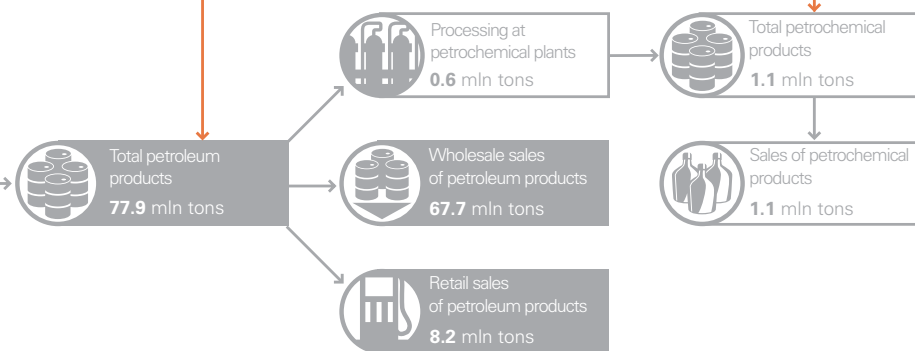 Processing at
petrochemical plants
0.6 mln tons
Total petrochemical
products
1.1 mln tons
Total petroleum
products
77.9 mln tons
Wholesale sales
of petroleum products
67.7 mln tons
Sales of petrochemical
products
1.1 mln tons
Retail sales
of petroleum products
8.2 mln tons